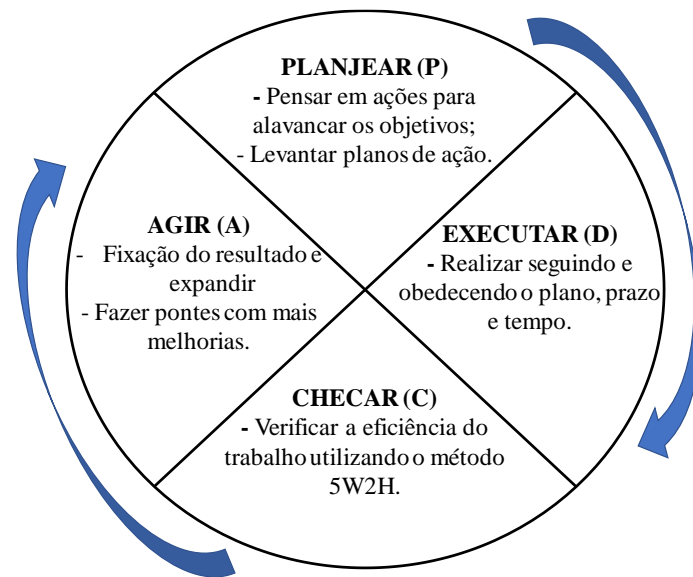 PLANJEAR (P)
- Pensar em ações para
alavancar os objetivos;
- Levantar planos de ação.
AGIR (A)
- Fixação do resultado e
expandir
- Fazer pontes com mais
melhorias.
EXECUTAR (D)
- Realizar seguindo e
obedecendo o plano, prazo
e tempo.
CHECAR (C)
- Verificar a eficiência do
trabalho utilizando o método
5W2H.